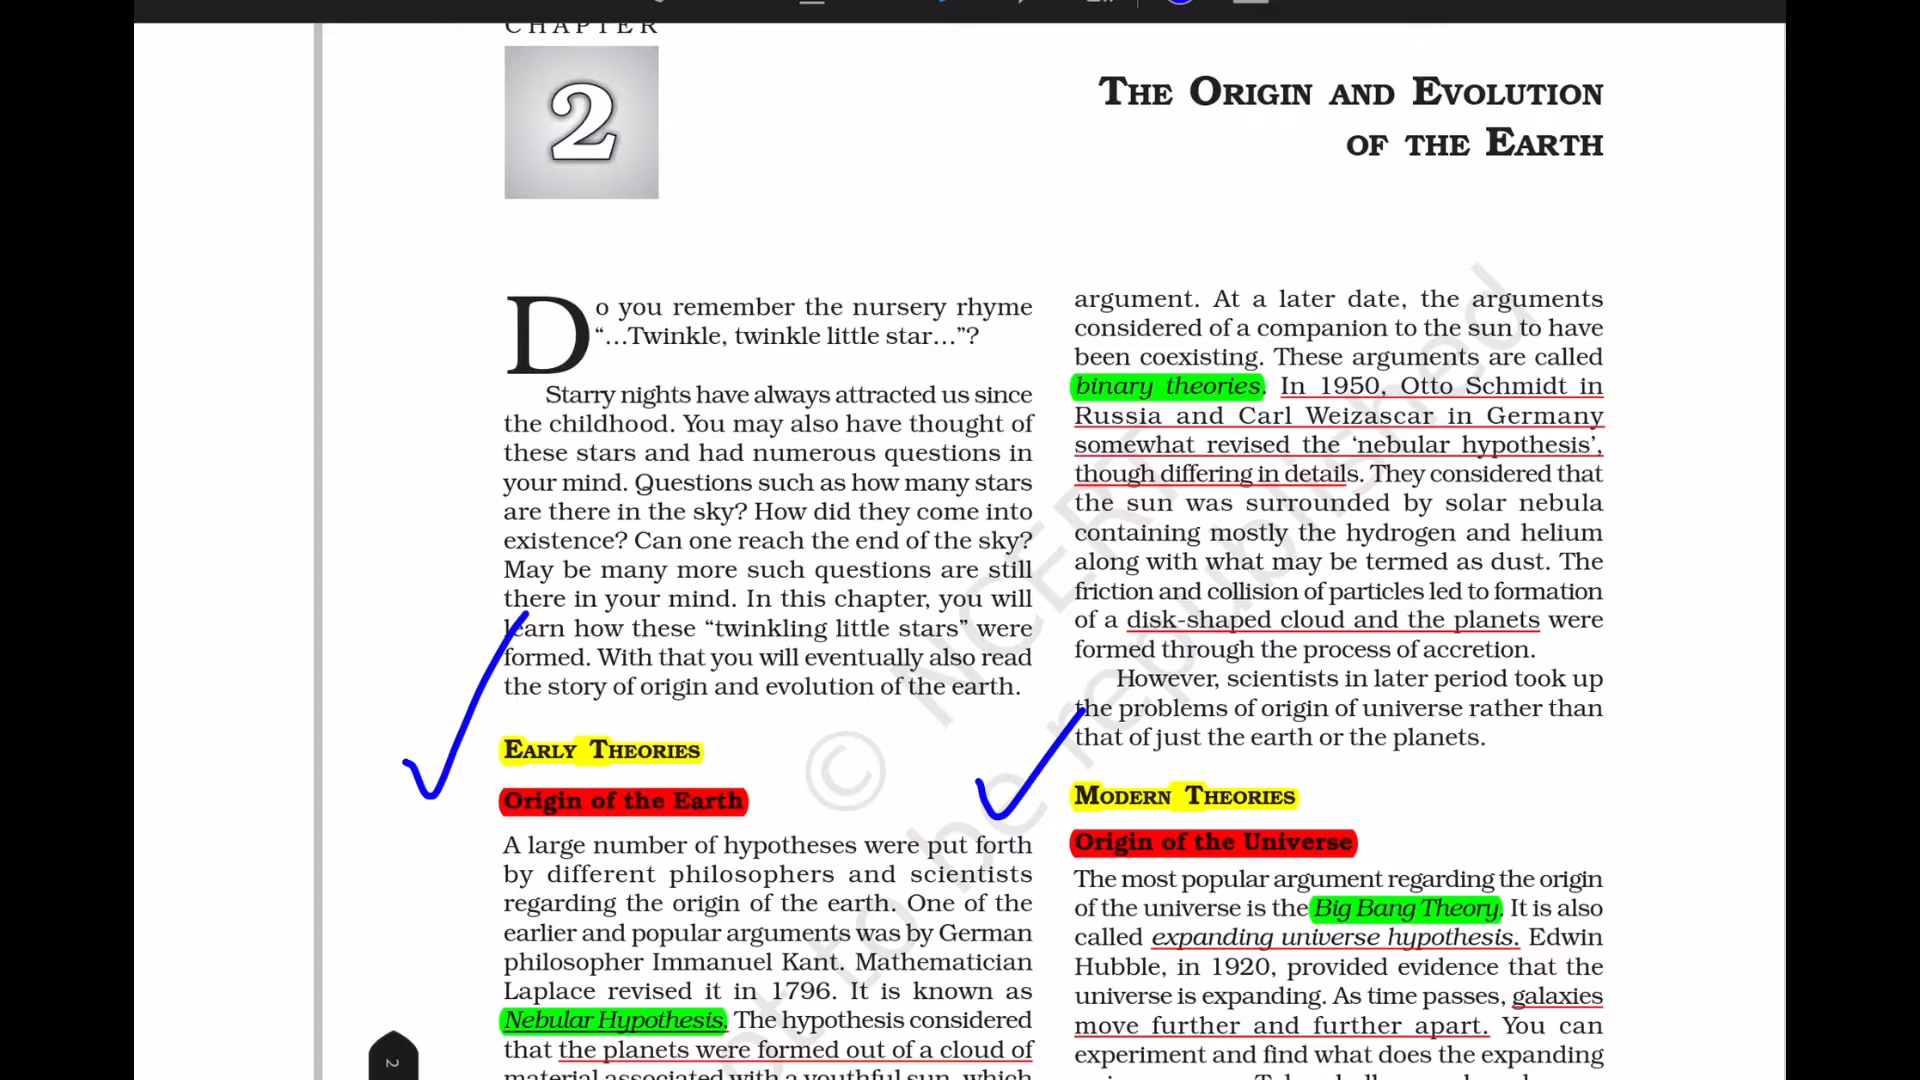 CHAPTER
2
THE ORIGIN AND EVOLUTION
OF THE EARTH
Do you remember the nursery rhyme
“...Twinkle, twinkle little star...”?
Starry nights have always attracted us since
the childhood. You may also have thought of
these stars and had numerous questions in
your mind. Questions such as how many stars
are there in the sky? How did they come into
existence? Can one reach the end of the sky?
May be many more such questions are still
there in your mind. In this chapter, you will
learn how these “twinkling little stars” were
formed. With that you will eventually also read
the story of origin and evolution of the earth.
EARLY THEORIES
Origin of the Earth
A large number of hypotheses were put forth
by different philosophers and scientists
regarding the origin of the earth. One of the
earlier and popular arguments was by German
philosopher Immanuel Kant. Mathematician
Laplace revised it in 1796. It is known as
Nebular Hypothesis. The hypothesis considered
that the planets were formed out of a cloud of
material associated with a youthful sun, which
argument. At a later date, the arguments
considered of a companion to the sun to have
been coexisting. These arguments are called
binary theories. In 1950, Otto Schmidt in
Russia and Carl Weizascar in Germany
somewhat revised the ‘nebular hypothesis’,
though differing in details. They considered that
the sun was surrounded by solar nebula
containing mostly the hydrogen and helium
along with what may be termed as dust. The
friction and collision of particles led to formation
of a disk-shaped cloud and the planets were
formed through the process of accretion.
However, scientists in later period took up
the problems of origin of universe rather than
that of just the earth or the planets.
MODERN THEORIES
Origin of the Universe
The most popular argument regarding the origin
of the universe is the Big Bang Theory. It is also
called expanding universe hypothesis. Edwin
Hubble, in 1920, provided evidence that the
universe is expanding. As time passes, galaxies
move further and further apart. You can
experiment and find what does the expanding
© NCERT
not to be republished
2